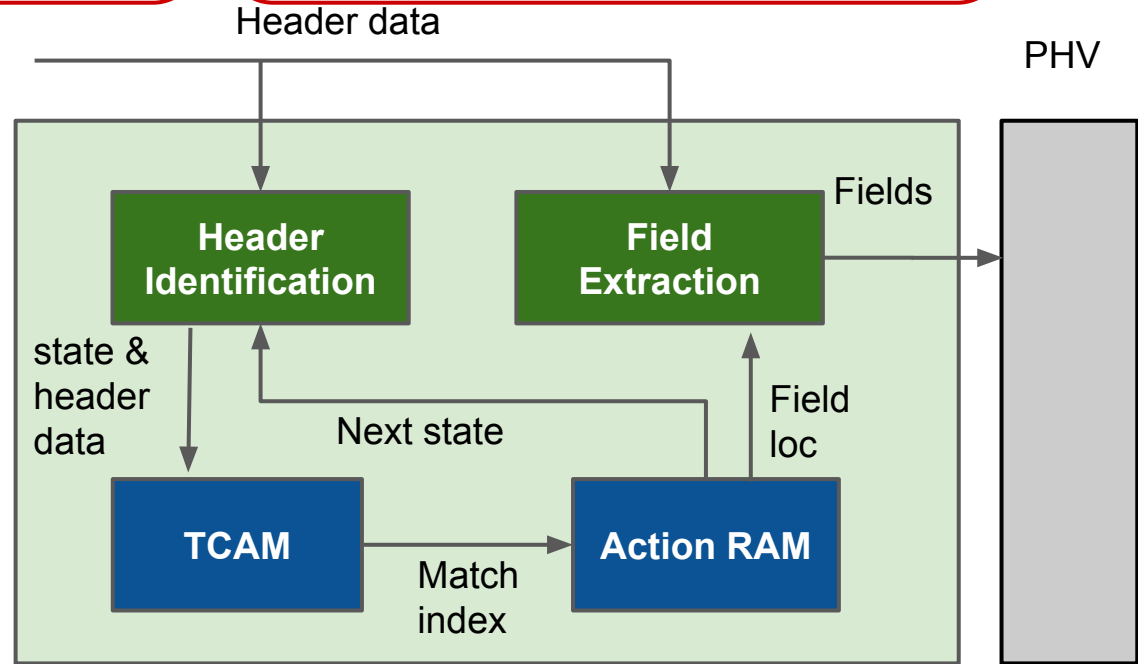 Header data
PHV
Header
Identification
Field
Extraction
Fields
state &
header
data
Next state
Field
loc
TCAM
Action RAM
Match
index